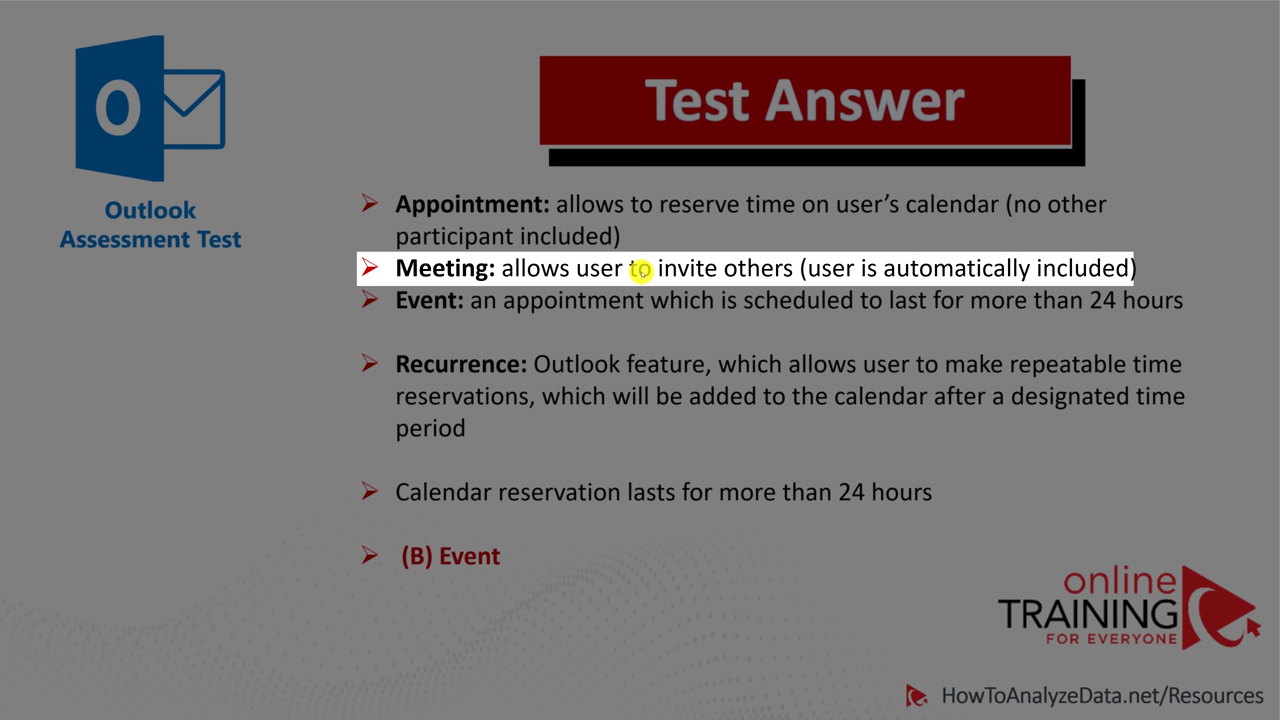 O
Outlook
Assessment Test
Test Answer
Appointment: allows to reserve time on user’s calendar (no other
participant included)
Meeting: allows user to invite others (user is automatically included)
Event: an appointment which is scheduled to last for more than 24 hours
Recurrence: Outlook feature, which allows user to make repeatable time
reservations, which will be added to the calendar after a designated time
period
Calendar reservation lasts for more than 24 hours
(B) Event
online
TRAINING
FOR EVERYONE
HowToAnalyzeData.net/Resources